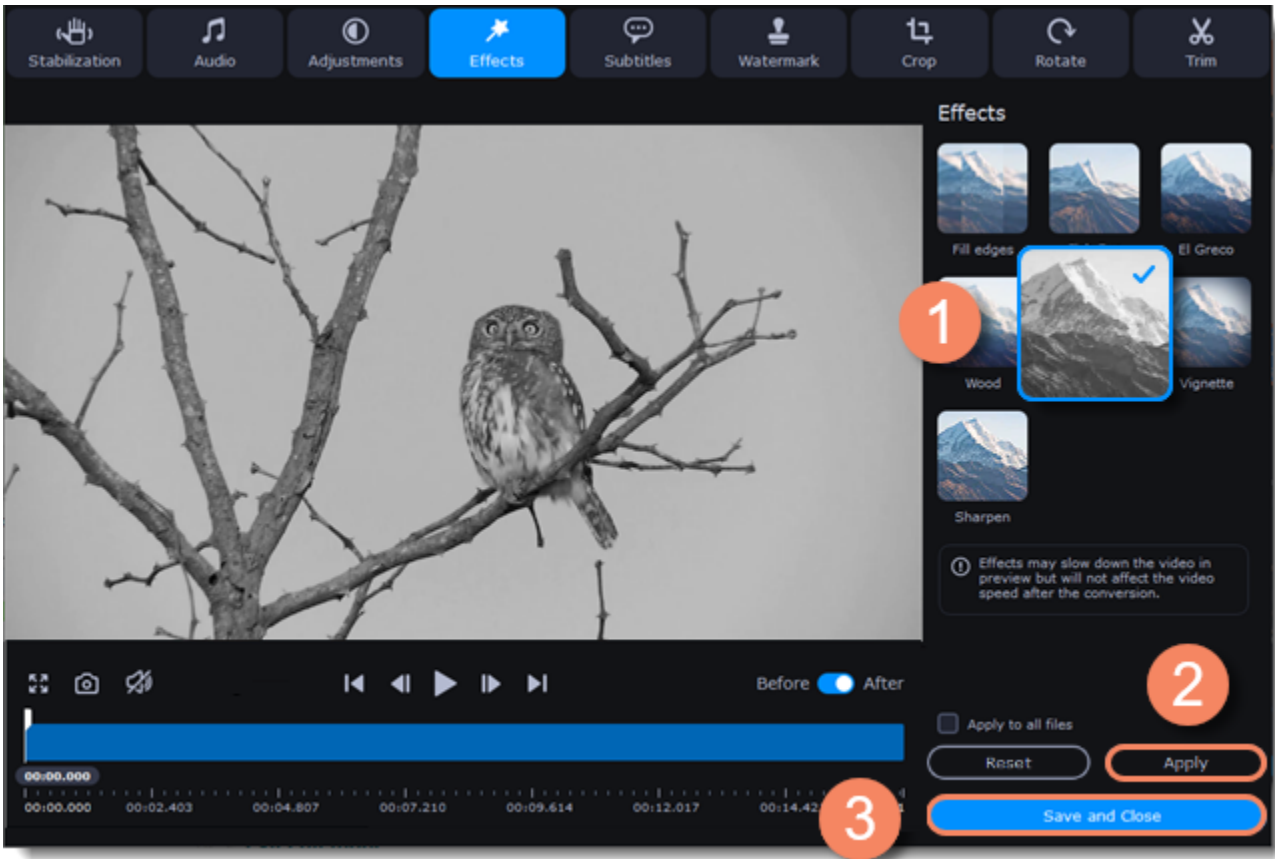 Stabilization
Audio
Adjustments
Effects
Subtitles
Watermark
Crop
Rotate
Trim
Effects
Fill edges
El Greco
1
Wood
Vignette
Sharpen
Effects may slow down the video in
preview but will not affect the video
speed after the conversion.
Before
After
2
Apply to all files
Reset
Apply
00:00.000
00:00.000
00:02.403
00:04.807
00:07.210
00:09.614
00:12.017
00:14.42
3
Save and Close